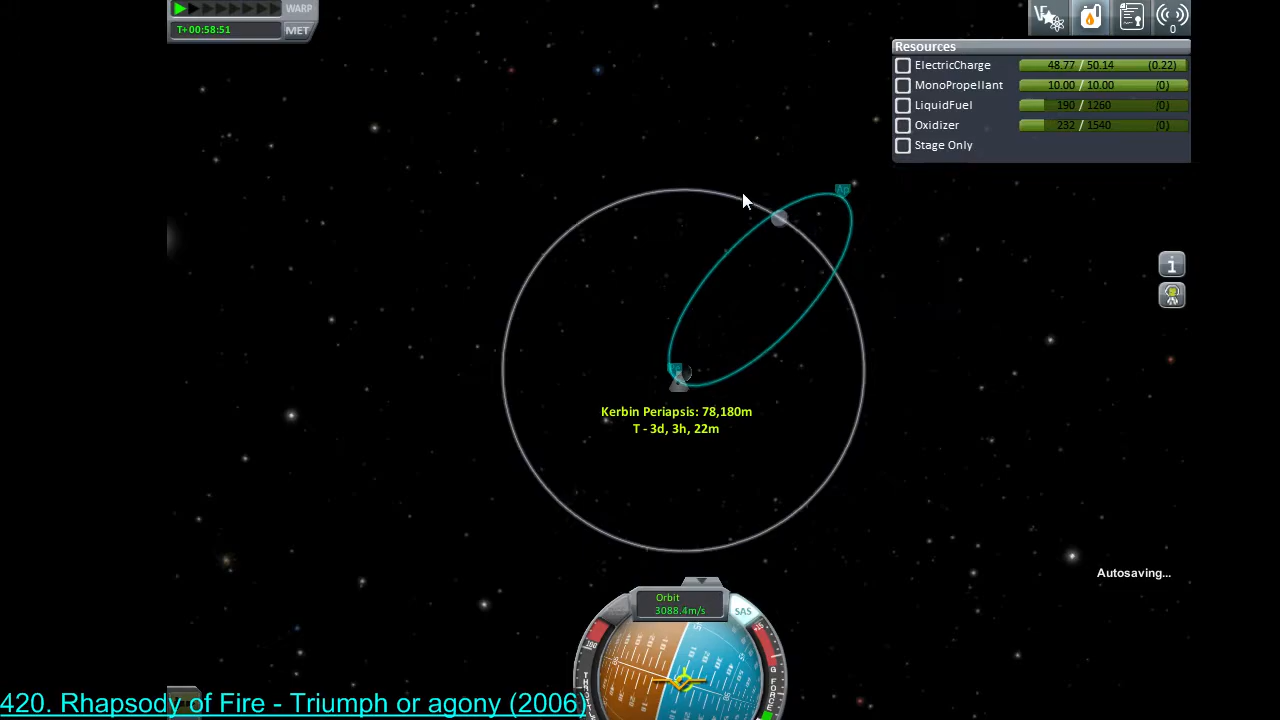 WARP
T+00:58:51
MET
0
Resources
ElectricCharge 48.77 / 50.14 (0.22)
MonoPropellant 10.00 / 10.00 (0)
LiquidFuel 190 / 1260 (0)
Oxidizer 232 / 1540 (0)
Stage Only
Ap
Kerbin Periapsis: 78,180m
T - 3d, 3h, 22m
Autosaving...
Orbit
3088.4m/s
SAS
420. Rhapsody of Fire - Triumph or agony (2006)